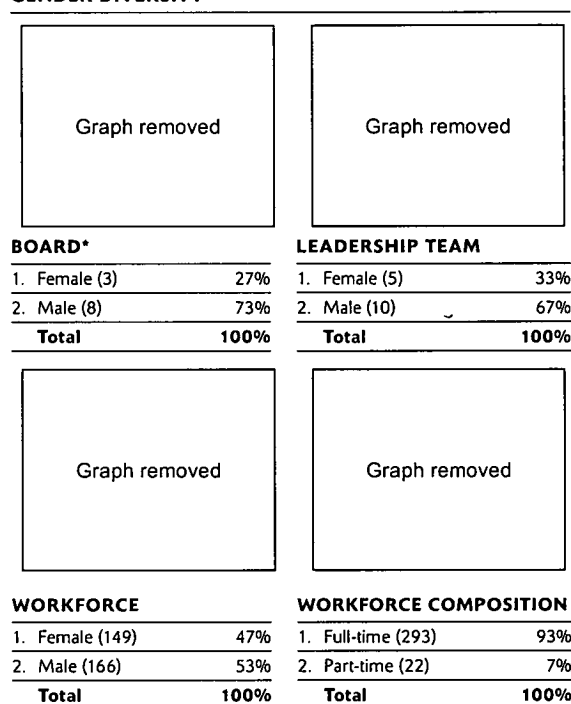 Graph removed
Graph removed
BOARD*
1. Female (3) 27%
2. Male (8) 73%
Total 100%
LEADERSHIP TEAM
1. Female (5) 33%
2. Male (10) 67%
Total 100%
Graph removed
Graph removed
WORKFORCE
1. Female (149) 47%
2. Male (166) 53%
Total 100%
WORKFORCE COMPOSITION
1. Full-time (293) 93%
2. Part-time (22) 7%
Total 100%